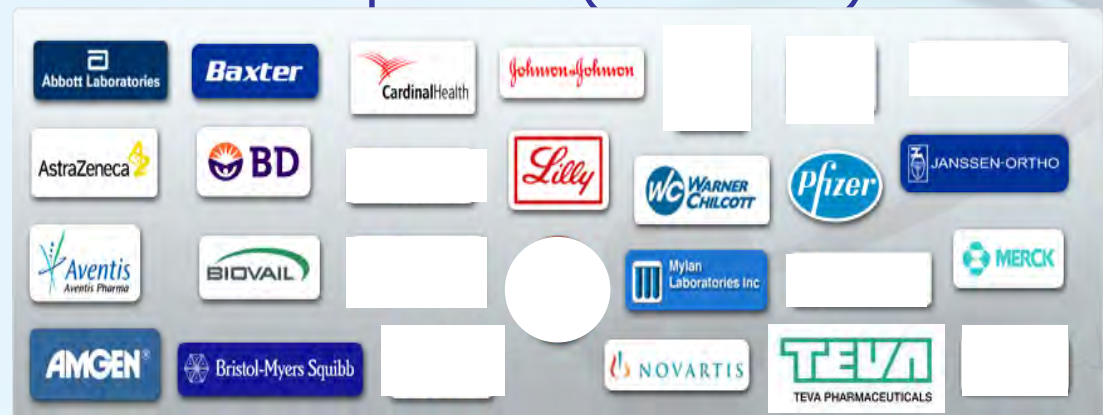 Abbott Laboratories
Baxter
CardinalHealth
Johnson & Johnson
AstraZeneca
BD
Lilly
WC WARNER
CHILCOTT
Pfizer
JANSSEN-ORTHO
Aventis
Aventis Pharma
BIOVAIL
Mylan
Laboratories Inc
MERCK
AMGEN®
Bristol-Myers Squibb
NOVARTIS
TEVA
TEVA PHARMACEUTICALS